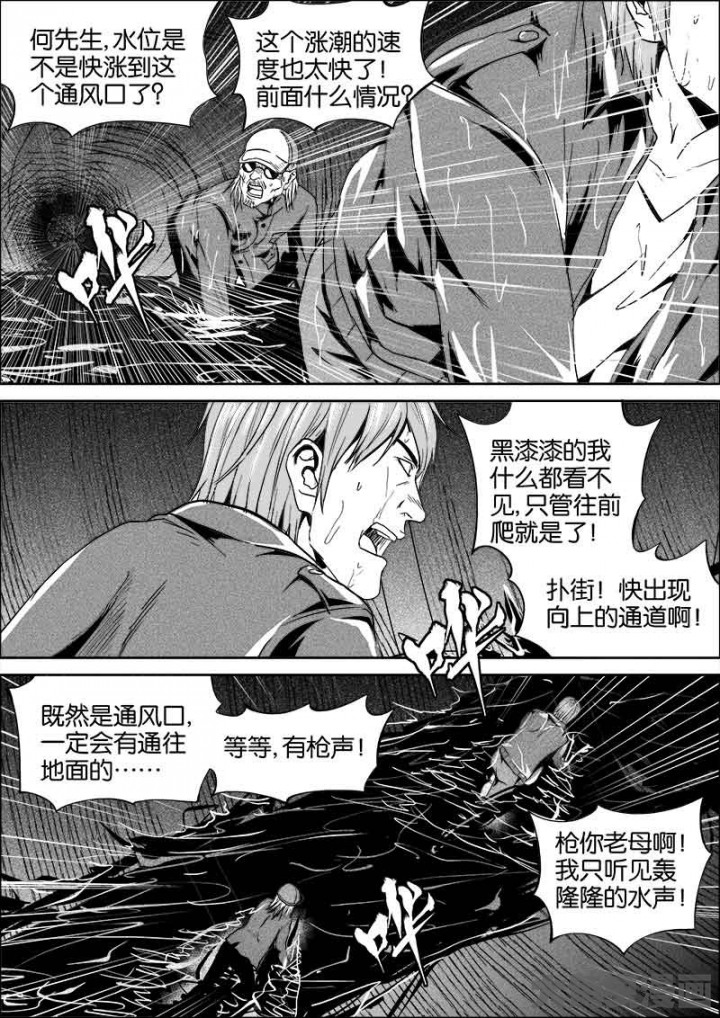 何先生,水位是
不是快涨到这
个通风口了?
这个涨潮的速
度也太快了!
前面什么情况?
哗
黑漆漆的我
什么都看不
见,只管往前
爬就是了!
扑街!快出现
向上的通道啊!
哗
既然是通风口,
一定会有通往
地面的……
等等,有枪声!
枪你老母啊!
我只听见轰
隆隆的水声!
哗
漫画